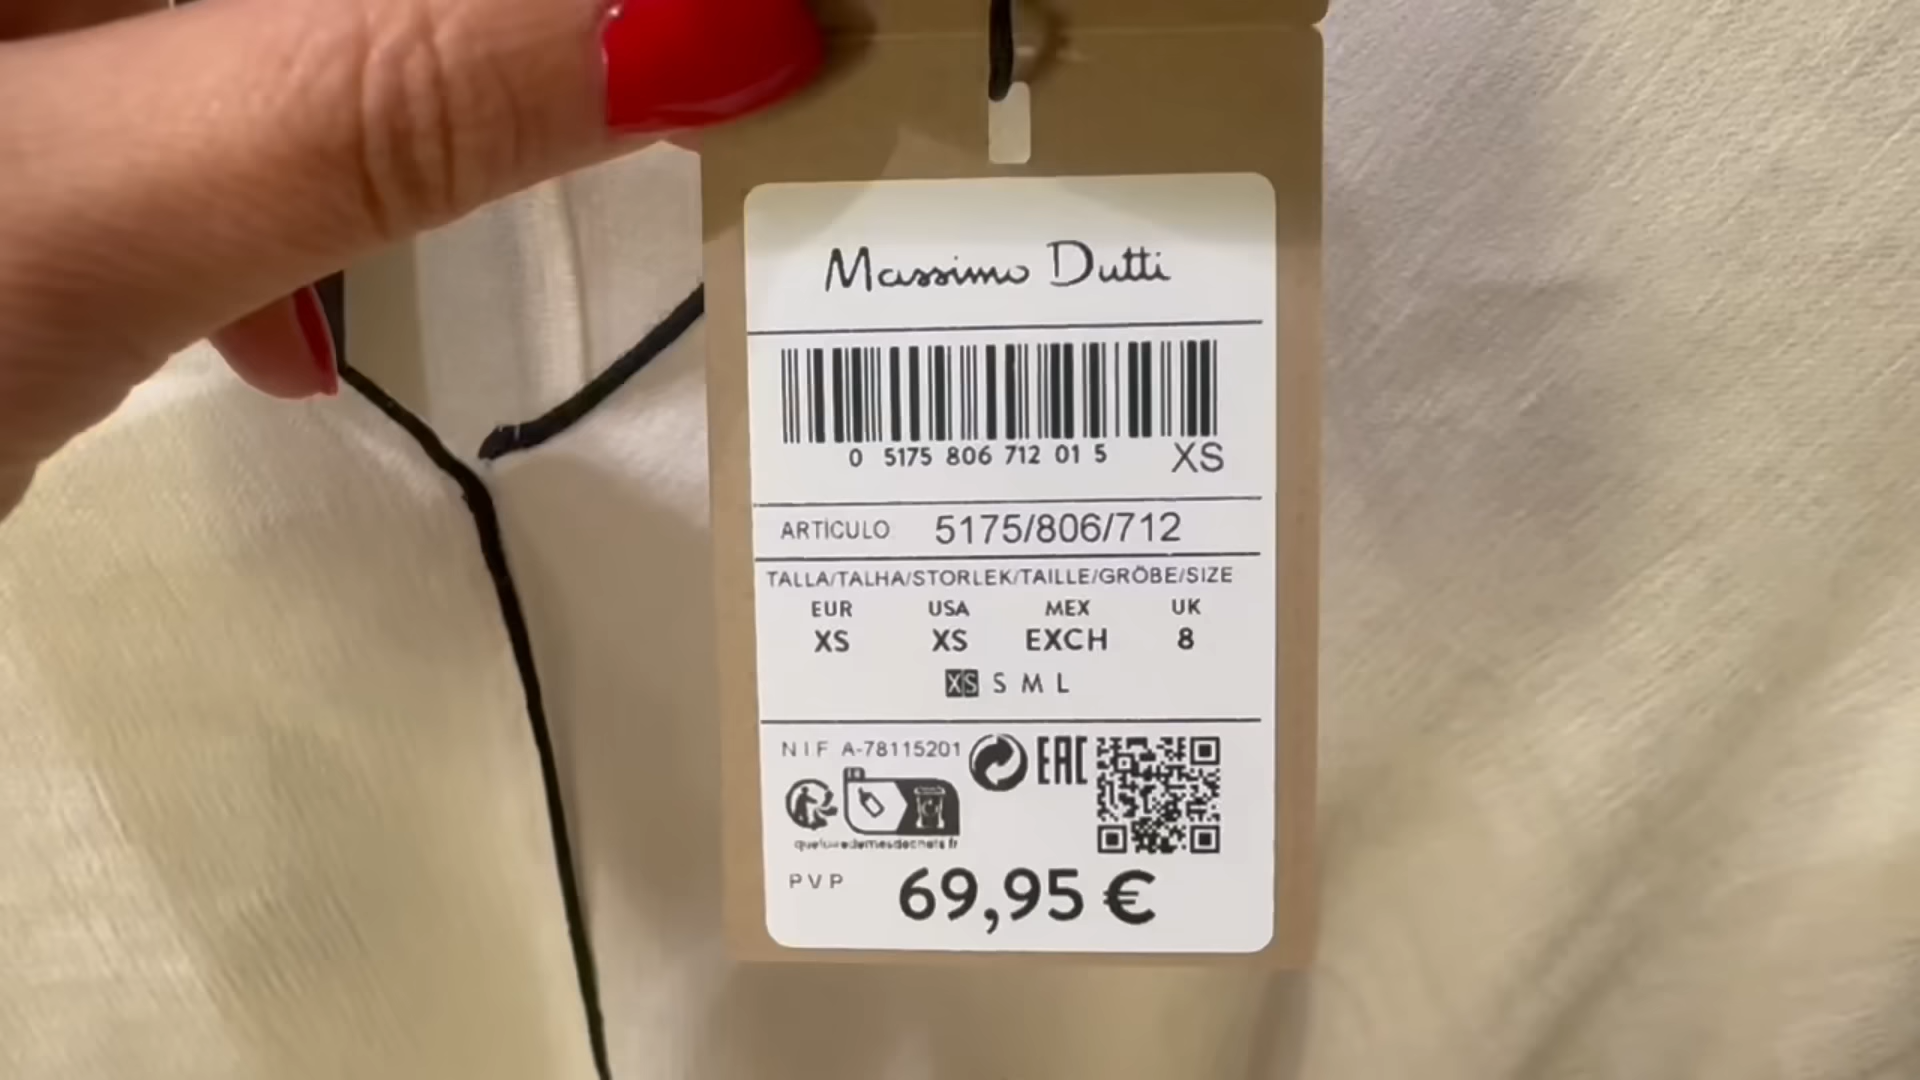 Massimo Dutti
0 5175 806 712 01 5 XS
ARTÍCULO 5175/806/712
TALLA/TALHA/STORLEK/TAILLE/GRÖBE/SIZE
EUR USA MEX UK
XS XS EXCH 8
XS S M L
NIF A-78115201
EAC
PVP 69,95 €